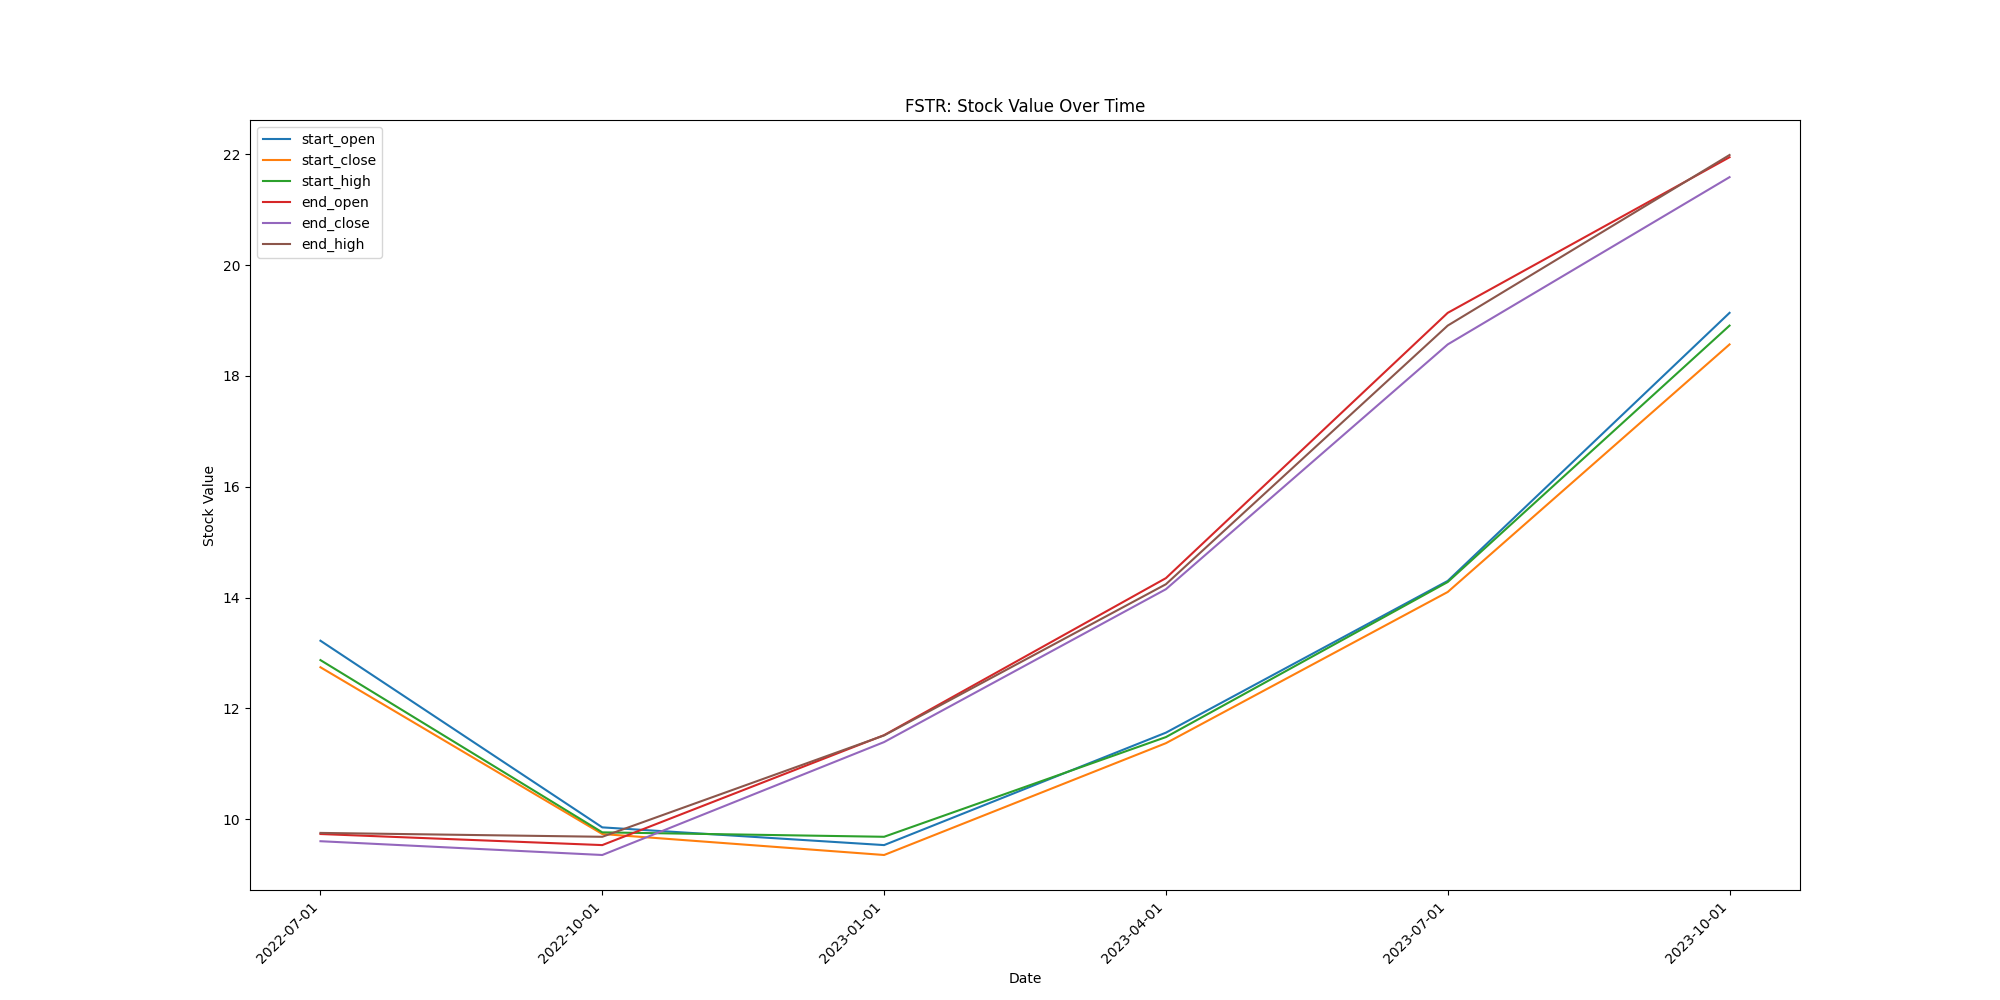 FSTR: Stock Value Over Time
start_open
start_close
start_high
end_open
end_close
end_high
22
20
18
16
14
12
10
Stock Value
2022-07-01
2022-10-01
2023-01-01
2023-04-01
2023-07-01
2023-10-01
Date